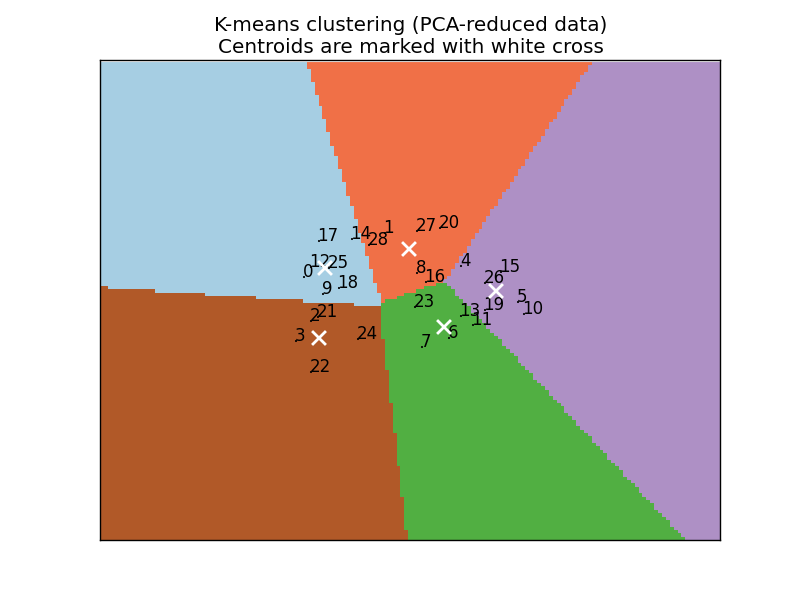 K-means clustering (PCA-reduced data)
Centroids are marked with white cross
1 27 20
17 14 28
12 25 8 4 15
0 16 26
9 18
23 5
2 21 13 19 10
11
3 24 7 6
22